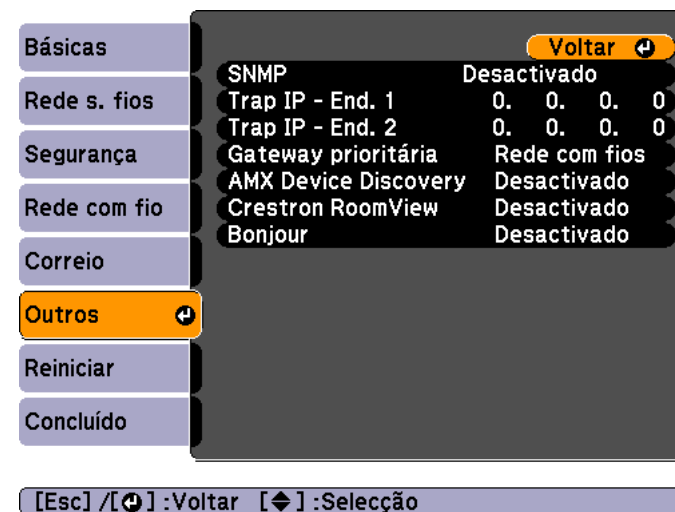 Básicas
Rede s. fios
Segurança
Rede com fio
Correio
Outros
Reiniciar
Concluído
Voltar
SNMP Desactivado
Trap IP - End. 1 0. 0. 0. 0
Trap IP - End. 2 0. 0. 0. 0
Gateway prioritária Rede com fios
AMX Device Discovery Desactivado
Crestron RoomView Desactivado
Bonjour Desactivado
[Esc] /[ ] :Voltar [ ] :Selecção